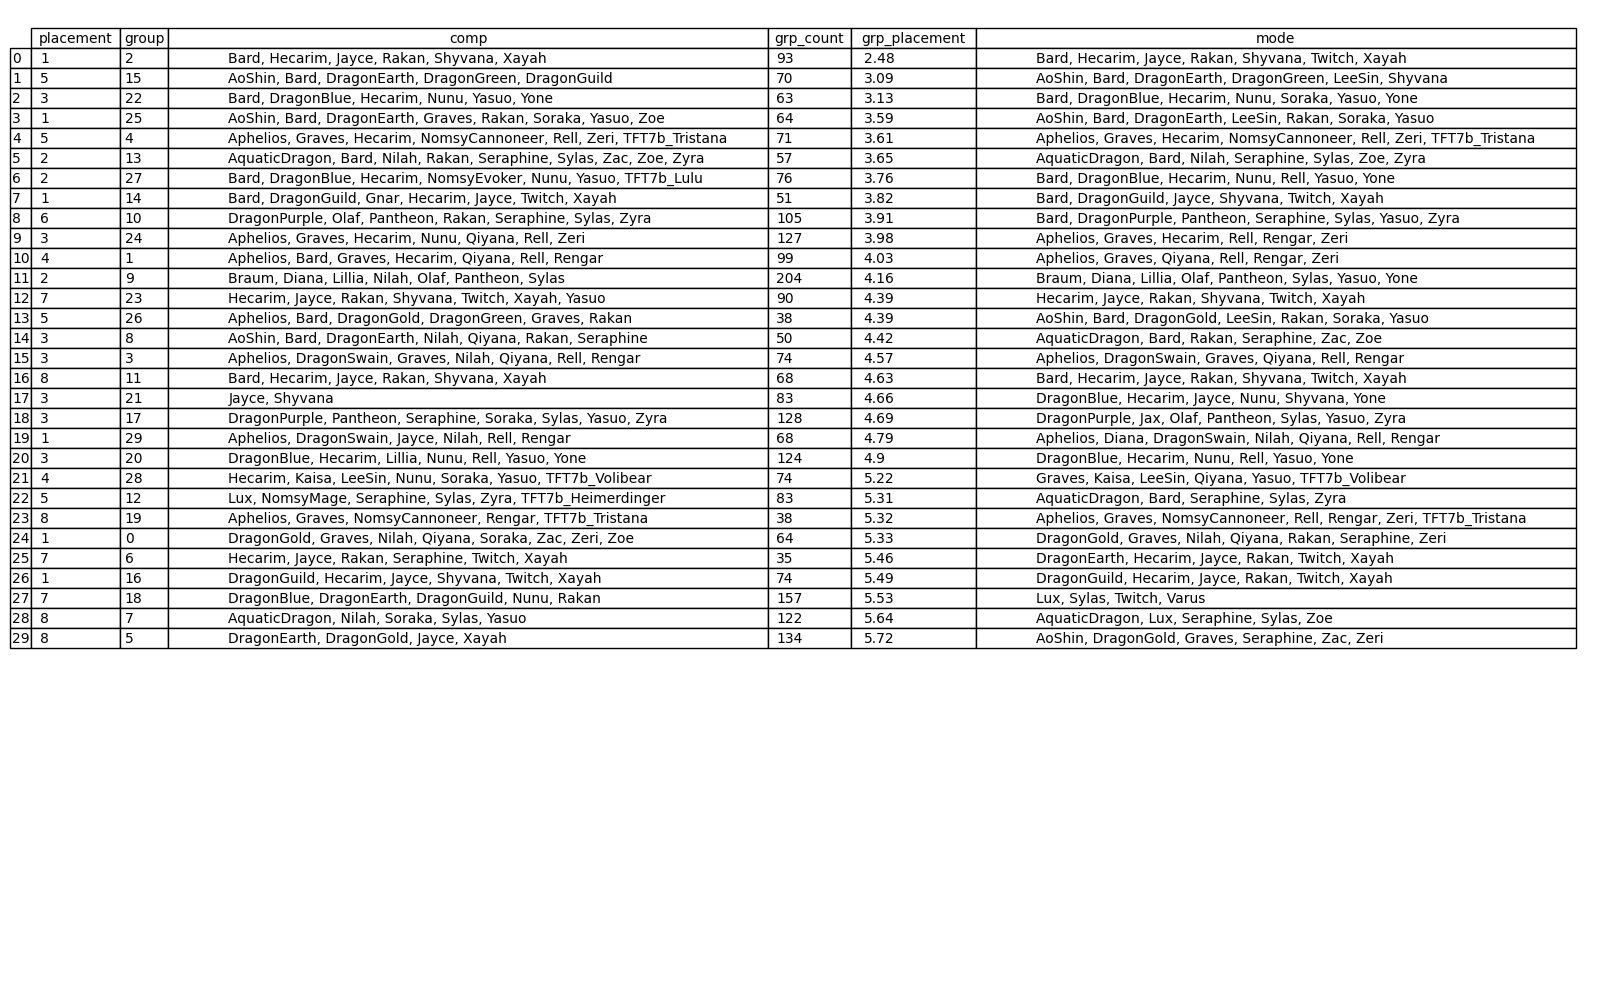 placement group comp grp_count grp_placement mode
0 1 2 Bard, Hecarim, Jayce, Rakan, Shyvana, Xayah 93 2.48 Bard, Hecarim, Jayce, Rakan, Shyvana, Twitch, Xayah
1 5 15 AoShin, Bard, DragonEarth, DragonGreen, DragonGuild 70 3.09 AoShin, Bard, DragonEarth, DragonGreen, LeeSin, Shyvana
2 3 22 Bard, DragonBlue, Hecarim, Nunu, Yasuo, Yone 63 3.13 Bard, DragonBlue, Hecarim, Nunu, Soraka, Yasuo, Yone
3 1 25 AoShin, Bard, DragonEarth, Graves, Rakan, Soraka, Yasuo, Zoe 64 3.59 AoShin, Bard, DragonEarth, LeeSin, Rakan, Soraka, Yasuo
4 5 4 Aphelios, Graves, Hecarim, NomsyCannoneer, Rell, Zeri, TFT7b_Tristana 71 3.61 Aphelios, Graves, Hecarim, NomsyCannoneer, Rell, Zeri, TFT7b_Tristana
5 2 13 AquaticDragon, Bard, Nilah, Rakan, Seraphine, Sylas, Zac, Zoe, Zyra 57 3.65 AquaticDragon, Bard, Nilah, Seraphine, Sylas, Zoe, Zyra
6 2 27 Bard, DragonBlue, Hecarim, NomsyEvoker, Nunu, Yasuo, TFT7b_Lulu 76 3.76 Bard, DragonBlue, Hecarim, Nunu, Rell, Yasuo, Yone
7 1 14 Bard, DragonGuild, Gnar, Hecarim, Jayce, Twitch, Xayah 51 3.82 Bard, DragonGuild, Jayce, Shyvana, Twitch, Xayah
8 6 10 DragonPurple, Olaf, Pantheon, Rakan, Seraphine, Sylas, Zyra 105 3.91 Bard, DragonPurple, Pantheon, Seraphine, Sylas, Yasuo, Zyra
9 3 24 Aphelios, Graves, Hecarim, Nunu, Qiyana, Rell, Zeri 127 3.98 Aphelios, Graves, Hecarim, Rell, Rengar, Zeri
10 4 1 Aphelios, Bard, Graves, Hecarim, Qiyana, Rell, Rengar 99 4.03 Aphelios, Graves, Qiyana, Rell, Rengar, Zeri
11 2 9 Braum, Diana, Lillia, Nilah, Olaf, Pantheon, Sylas 204 4.16 Braum, Diana, Lillia, Olaf, Pantheon, Sylas, Yasuo, Yone
12 7 23 Hecarim, Jayce, Rakan, Shyvana, Twitch, Xayah, Yasuo 90 4.39 Hecarim, Jayce, Rakan, Shyvana, Twitch, Xayah
13 5 26 Aphelios, Bard, DragonGold, DragonGreen, Graves, Rakan 38 4.39 AoShin, Bard, DragonGold, LeeSin, Rakan, Soraka, Yasuo
14 3 8 AoShin, Bard, DragonEarth, Nilah, Qiyana, Rakan, Seraphine 50 4.42 AquaticDragon, Bard, Rakan, Seraphine, Zac, Zoe
15 3 3 Aphelios, DragonSwain, Graves, Nilah, Qiyana, Rell, Rengar 74 4.57 Aphelios, DragonSwain, Graves, Qiyana, Rell, Rengar
16 8 11 Bard, Hecarim, Jayce, Rakan, Shyvana, Xayah 68 4.63 Bard, Hecarim, Jayce, Rakan, Shyvana, Twitch, Xayah
17 3 21 Jayce, Shyvana 83 4.66 DragonBlue, Hecarim, Jayce, Nunu, Shyvana, Yone
18 3 17 DragonPurple, Pantheon, Seraphine, Soraka, Sylas, Yasuo, Zyra 128 4.69 DragonPurple, Jax, Olaf, Pantheon, Sylas, Yasuo, Zyra
19 1 29 Aphelios, DragonSwain, Jayce, Nilah, Rell, Rengar 68 4.79 Aphelios, Diana, DragonSwain, Nilah, Qiyana, Rell, Rengar
20 3 20 DragonBlue, Hecarim, Lillia, Nunu, Rell, Yasuo, Yone 124 4.9 DragonBlue, Hecarim, Nunu, Rell, Yasuo, Yone
21 4 28 Hecarim, Kaisa, LeeSin, Nunu, Soraka, Yasuo, TFT7b_Volibear 74 5.22 Graves, Kaisa, LeeSin, Qiyana, Yasuo, TFT7b_Volibear
22 5 12 Lux, NomsyMage, Seraphine, Sylas, Zyra, TFT7b_Heimerdinger 83 5.31 AquaticDragon, Bard, Seraphine, Sylas, Zyra
23 8 19 Aphelios, Graves, NomsyCannoneer, Rengar, TFT7b_Tristana 38 5.32 Aphelios, Graves, NomsyCannoneer, Rell, Rengar, Zeri, TFT7b_Tristana
24 1 0 DragonGold, Graves, Nilah, Qiyana, Soraka, Zac, Zeri, Zoe 64 5.33 DragonGold, Graves, Nilah, Qiyana, Rakan, Seraphine, Zeri
25 7 6 Hecarim, Jayce, Rakan, Seraphine, Twitch, Xayah 35 5.46 DragonEarth, Hecarim, Jayce, Rakan, Twitch, Xayah
26 1 16 DragonGuild, Hecarim, Jayce, Shyvana, Twitch, Xayah 74 5.49 DragonGuild, Hecarim, Jayce, Rakan, Twitch, Xayah
27 7 18 DragonBlue, DragonEarth, DragonGuild, Nunu, Rakan 157 5.53 Lux, Sylas, Twitch, Varus
28 8 7 AquaticDragon, Nilah, Soraka, Sylas, Yasuo 122 5.64 AquaticDragon, Lux, Seraphine, Sylas, Zoe
29 8 5 DragonEarth, DragonGold, Jayce, Xayah 134 5.72 AoShin, DragonGold, Graves, Seraphine, Zac, Zeri